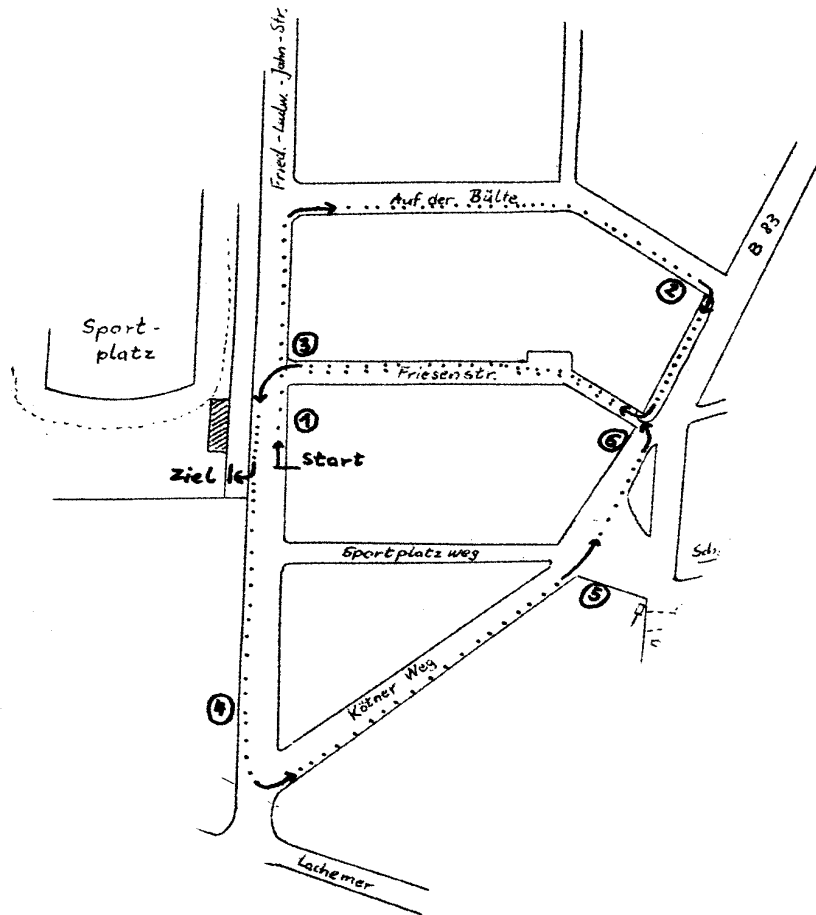 Fried.-Ludw.-Jahn-Str.
Auf der Bülte
B 83
2
Sport-
platz
3
Friesenstr.
1
6
Start
Ziel
Sportplatzweg
Sch
5
Kötner Weg
4
Lachemer